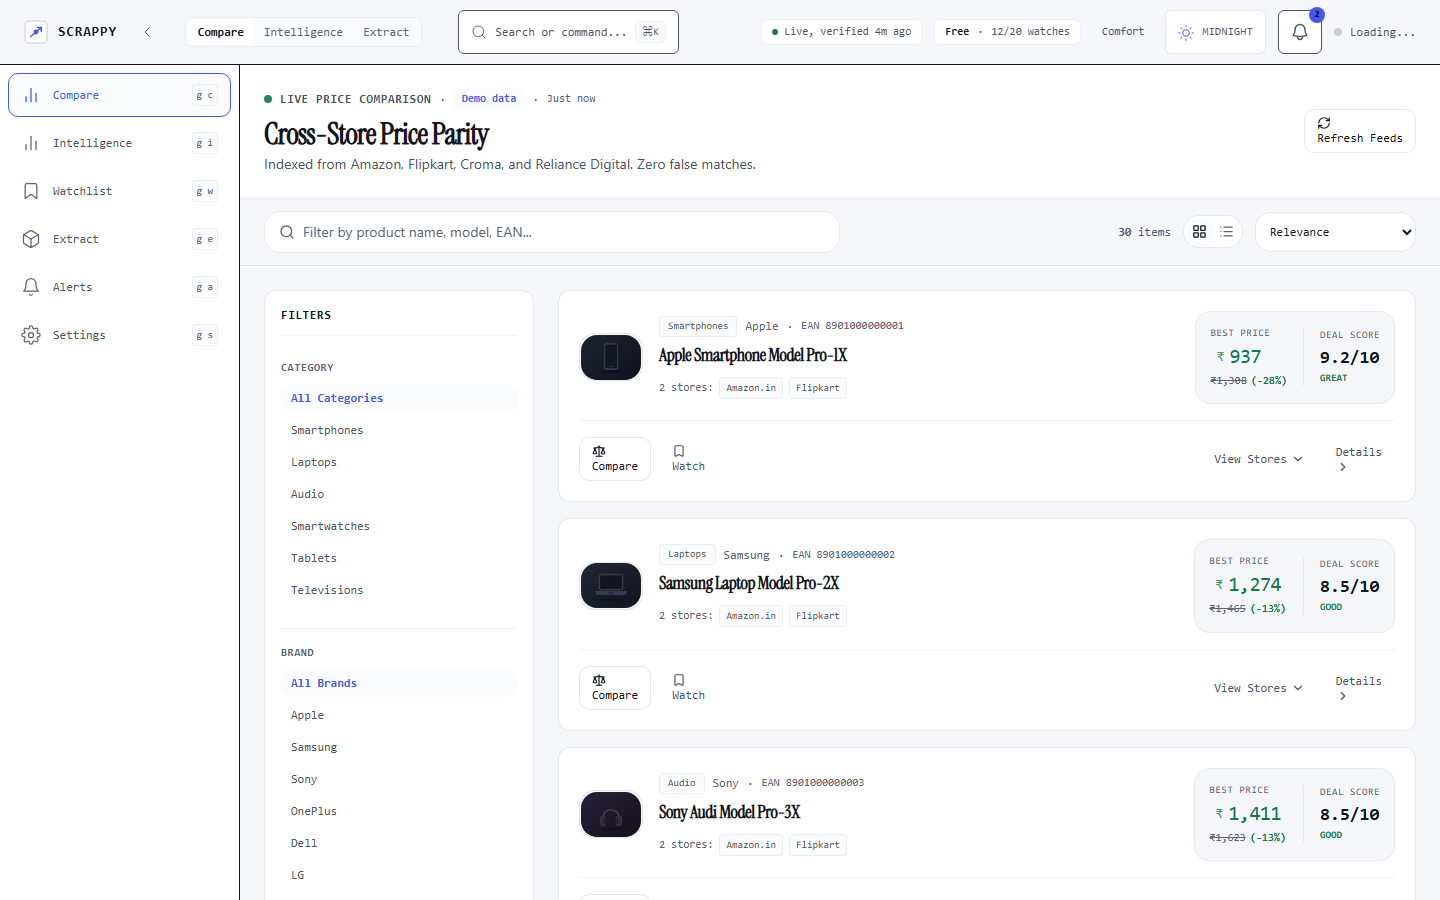 SCRAPPY
Compare Intelligence Extract
Search or command... ⌘K
Live, verified 4m ago
Free · 12/20 watches
Comfort
MIDNIGHT
2
Loading...
Compare g c
Intelligence g i
Watchlist g w
Extract g e
Alerts g a
Settings g s
LIVE PRICE COMPARISON · Demo data · Just now
Cross-Store Price Parity
Indexed from Amazon, Flipkart, Croma, and Reliance Digital. Zero false matches.
Refresh Feeds
Filter by product name, model, EAN...
30 items
Relevance
FILTERS
CATEGORY
All Categories
Smartphones
Laptops
Audio
Smartwatches
Tablets
Televisions
BRAND
All Brands
Apple
Samsung
Sony
OnePlus
Dell
LG
Smartphones Apple · EAN 8901000000001
Apple Smartphone Model Pro-1X
2 stores: Amazon.in Flipkart
BEST PRICE
₹ 937
₹1,308 (-28%)
DEAL SCORE
9.2/10
GREAT
Compare
Watch
View Stores
Details
Laptops Samsung · EAN 8901000000002
Samsung Laptop Model Pro-2X
2 stores: Amazon.in Flipkart
BEST PRICE
₹ 1,274
₹1,465 (-13%)
DEAL SCORE
8.5/10
GOOD
Compare
Watch
View Stores
Details
Audio Sony · EAN 8901000000003
Sony Audi Model Pro-3X
2 stores: Amazon.in Flipkart
BEST PRICE
₹ 1,411
₹1,623 (-13%)
DEAL SCORE
8.5/10
GOOD